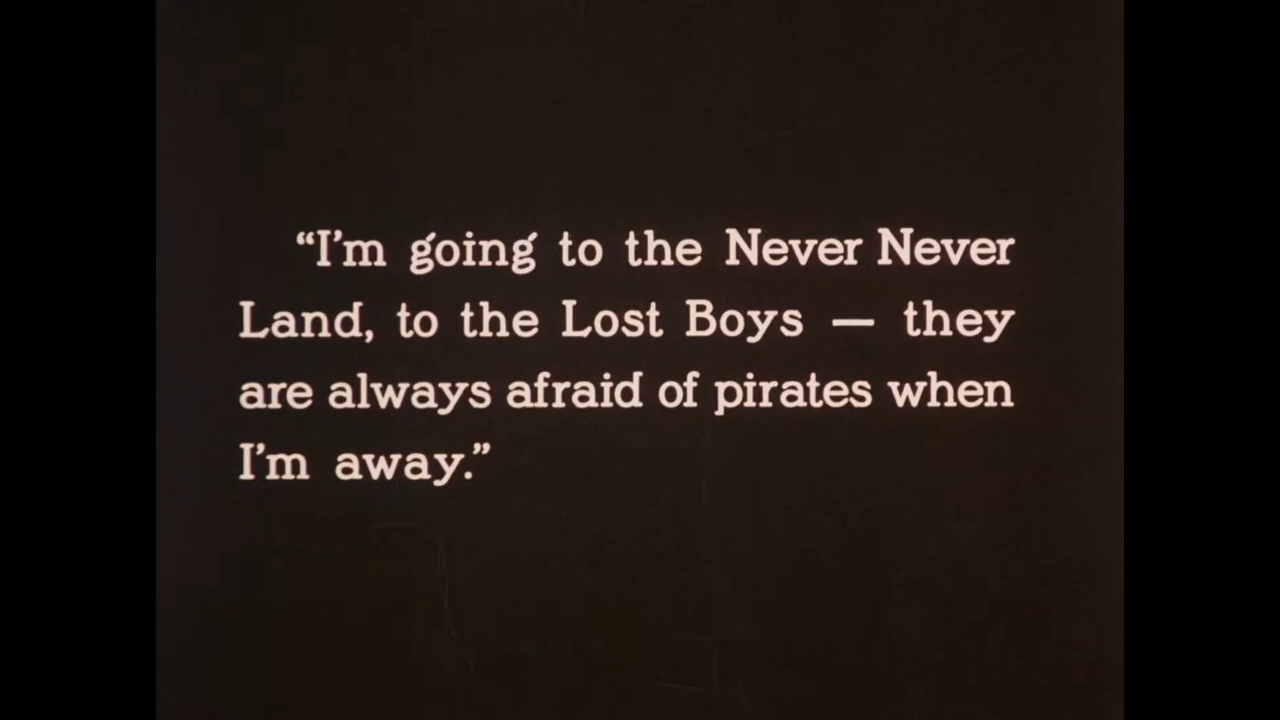 “I’m going to the Never Never
Land, to the Lost Boys — they
are always afraid of pirates when
I’m away.”